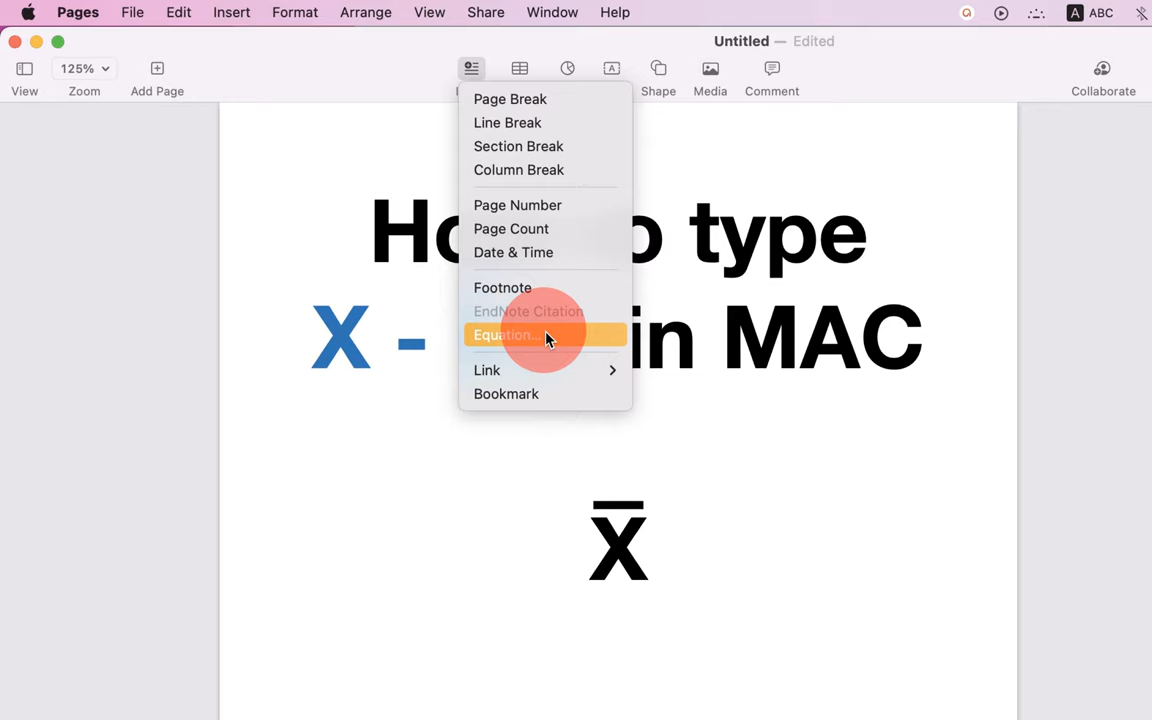 Pages File Edit Insert Format Arrange View Share Window Help A ABC
Untitled — Edited
125%
View Zoom Add Page Shape Media Comment Collaborate
Page Break
Line Break
Section Break
Column Break
Page Number
Page Count
Date & Time
Footnote
EndNote Citation
Equation...
Link
Bookmark
type
X - in MAC
X̅